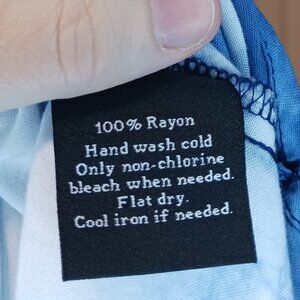 100% Rayon
Hand wash cold
Only non-chlorine
bleach when needed.
Flat dry.
Cool iron if needed.